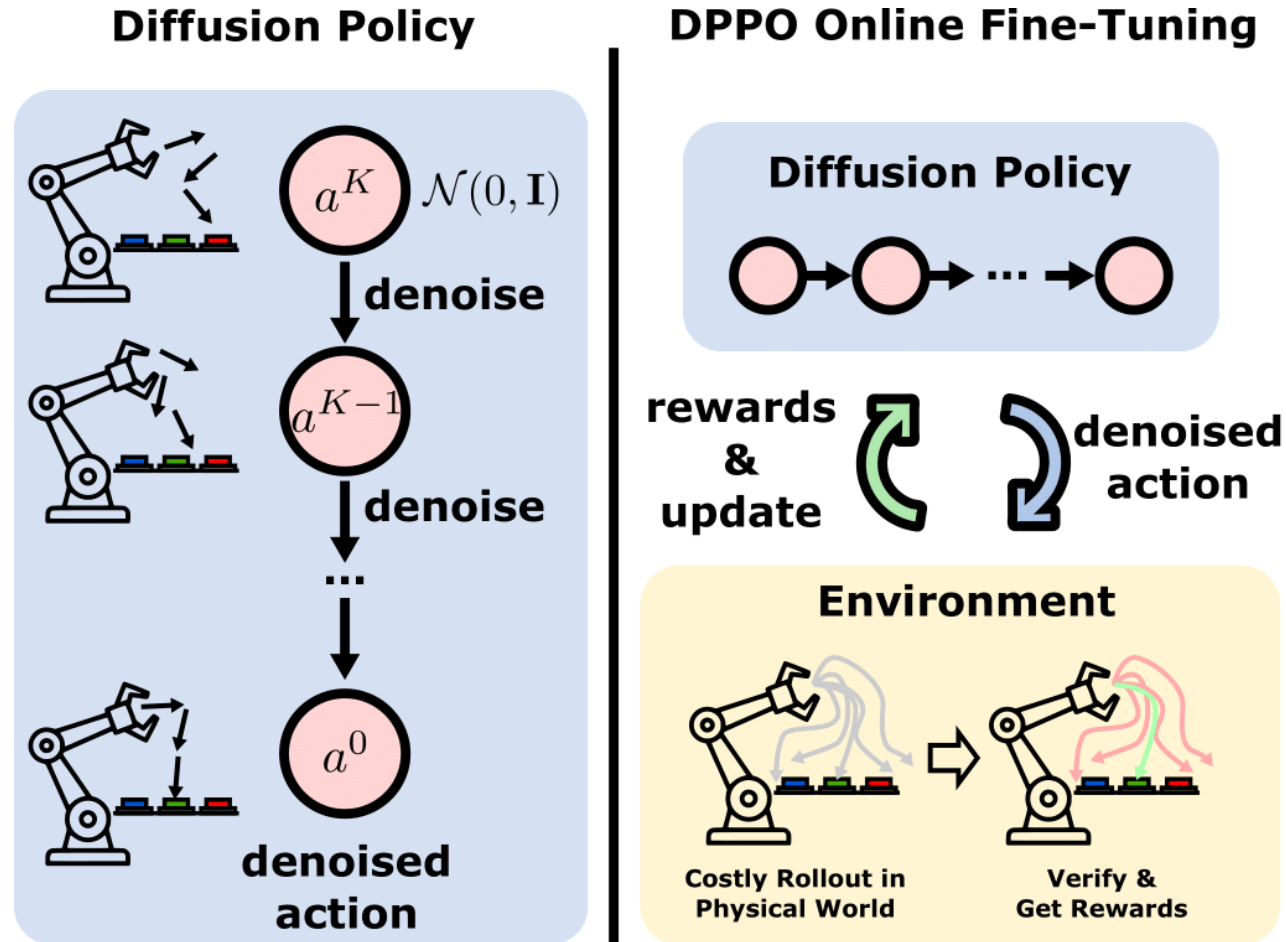 Diffusion Policy
a^K
𝒩(0, I)
denoise
a^{K−1}
denoise
...
a^0
denoised
action
DPPO Online Fine-Tuning
Diffusion Policy
...
rewards
&
update
denoised
action
Environment
Costly Rollout in
Physical World
Verify &
Get Rewards